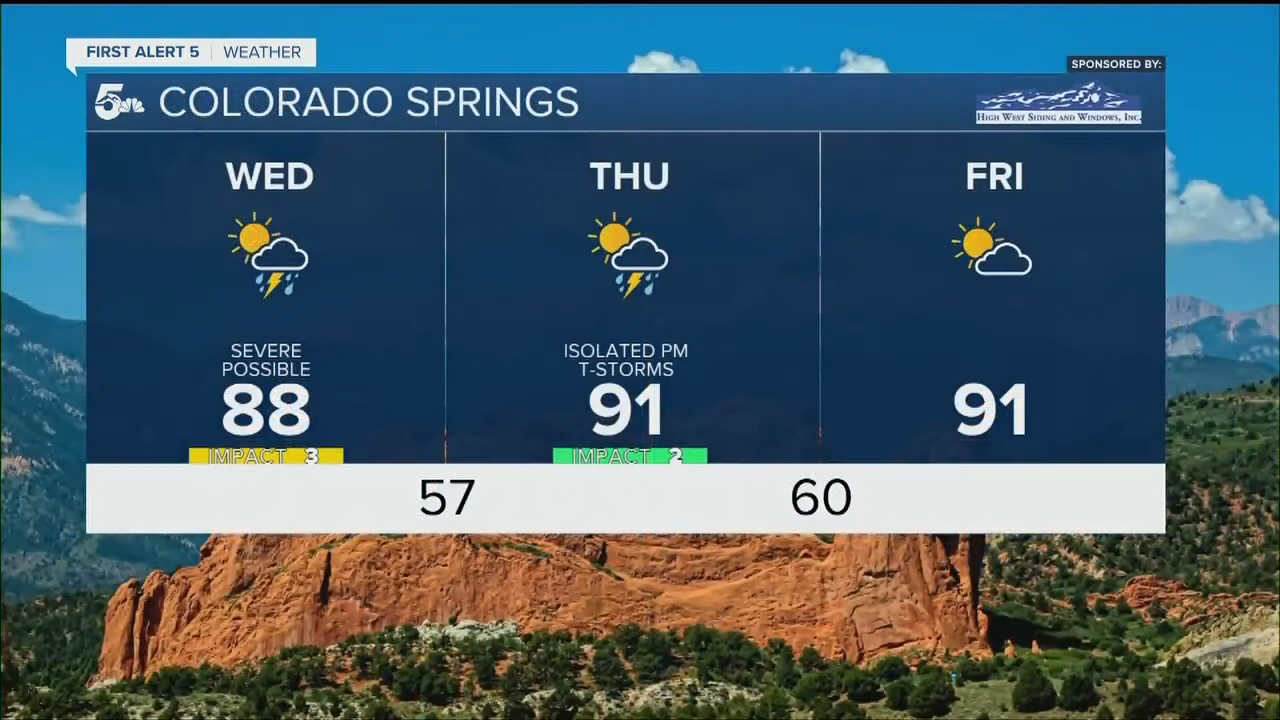 FIRST ALERT 5 | WEATHER
SPONSORED BY:
5 COLORADO SPRINGS
HIGH WEST SIDING AND WINDOWS, INC.
WED
THU
FRI
SEVERE
POSSIBLE
88
IMPACT 3
ISOLATED PM
T-STORMS
91
IMPACT 2
91
57
60